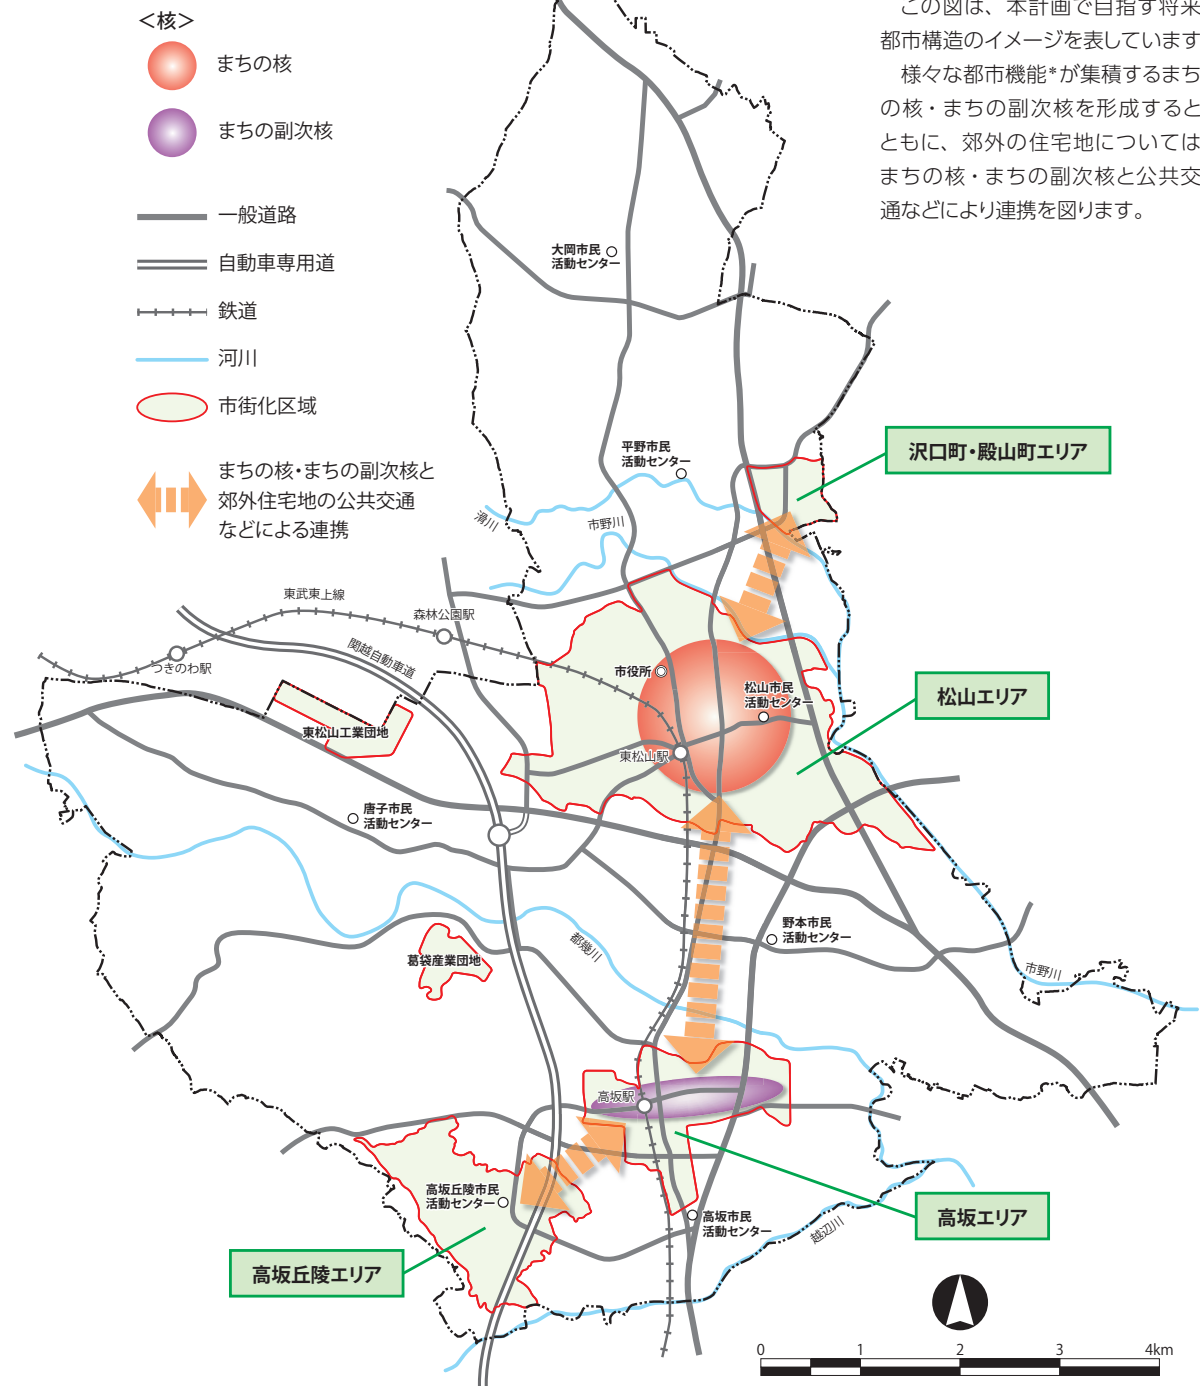 ＜核＞
まちの核
まちの副次核
一般道路
自動車専用道
鉄道
河川
市街化区域
まちの核・まちの副次核と
郊外住宅地の公共交通
などによる連携
この図は、本計画で目指す将来
都市構造のイメージを表しています
様々な都市機能*が集積するまち
の核・まちの副次核を形成すると
ともに、郊外の住宅地については
まちの核・まちの副次核と公共交
通などにより連携を図ります。
大岡市民
活動センター
平野市民
活動センター
沢口町・殿山町エリア
滑川
市野川
東武東上線
森林公園駅
つきのわ駅
関越自動車道
市役所
松山市民
活動センター
松山エリア
東松山工業団地
東松山駅
唐子市民
活動センター
野本市民
活動センター
都幾川
葛袋産業団地
市野川
高坂駅
高坂丘陵市民
活動センター
高坂市民
活動センター
高坂エリア
越辺川
高坂丘陵エリア
0 1 2 3 4km